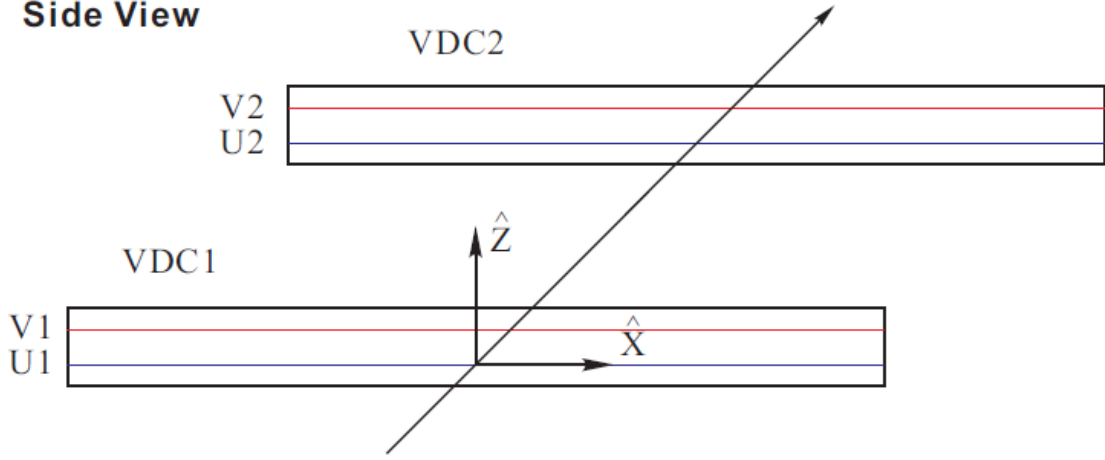 Side View
VDC2
V2
U2
Ẑ
VDC1
V1
X̂
U1